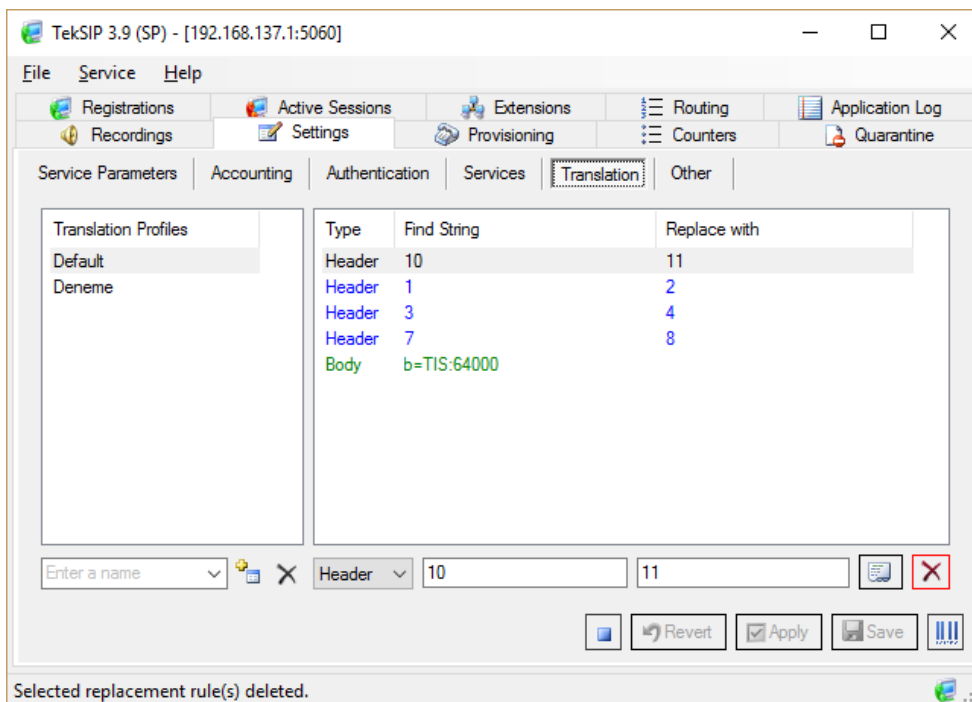 TekSIP 3.9 (SP) - [192.168.137.1:5060]
File Service Help
Registrations Active Sessions Extensions Routing Application Log
Recordings Settings Provisioning Counters Quarantine
Service Parameters Accounting Authentication Services Translation Other
Translation Profiles
Default
Deneme
Type Find String Replace with
Header 10 11
Header 1 2
Header 3 4
Header 7 8
Body b=TIS:64000
Enter a name Header 10 11
Revert Apply Save
Selected replacement rule(s) deleted.